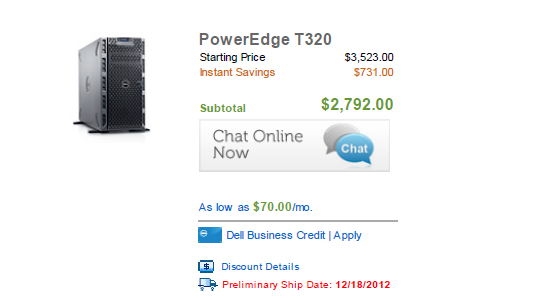 PowerEdge T320
Starting Price $3,523.00
Instant Savings $731.00
Subtotal $2,792.00
Chat Online
Now
Chat
As low as $70.00/mo.
Dell Business Credit | Apply
Discount Details
Preliminary Ship Date: 12/18/2012